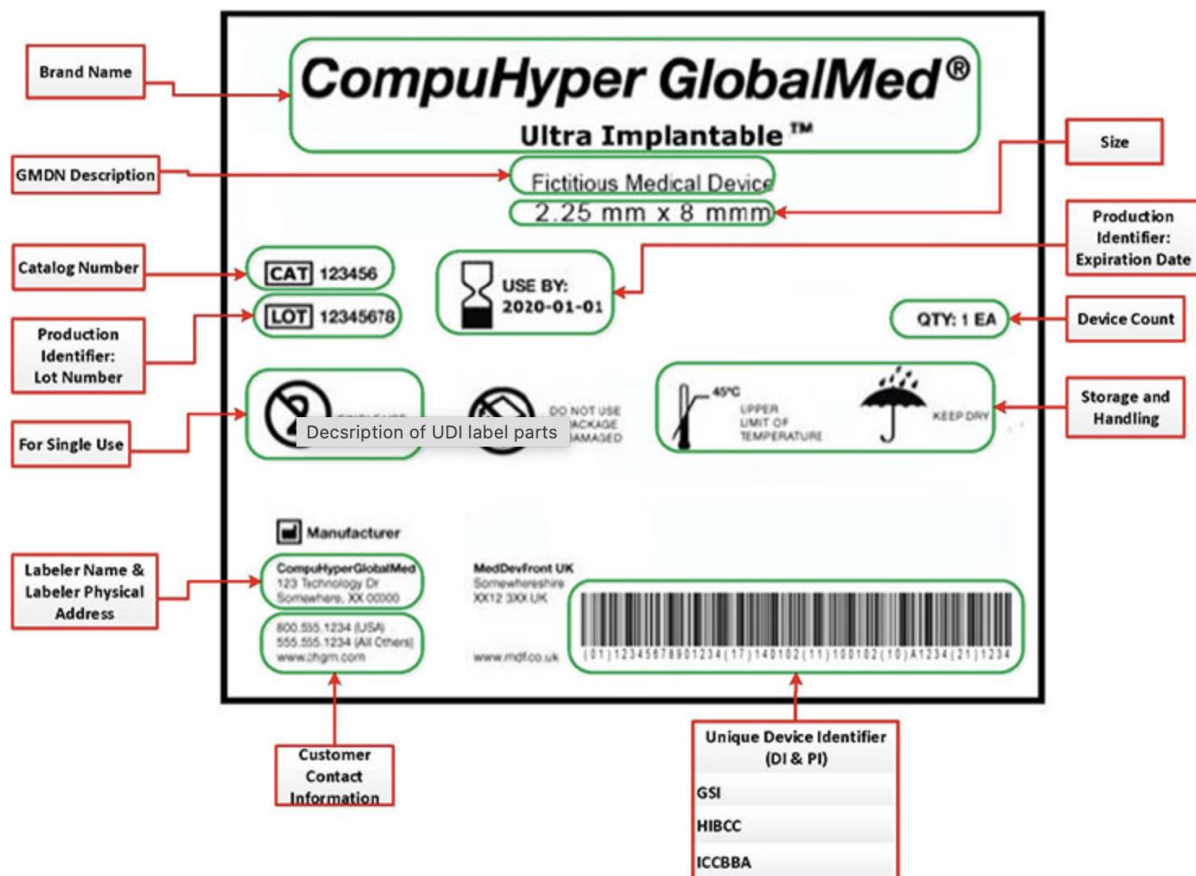 CompuHyper GlobalMed®
Brand Name
Ultra Implantable™
Size
GMDN Description
Fictitious Medical Device
2.25 mm x 8 mmm
Production
Identifier:
Expiration Date
Catalog Number
CAT 123456
USE BY:
2020-01-01
LOT 12345678
QTY: 1 EA
Device Count
Production
Identifier:
Lot Number
45°C
UPPER
LIMIT OF
TEMPERATURE
KEEP DRY
Storage and
Handling
For Single Use
2
DO NOT USE
PACKAGE
DAMAGED
Decsription of UDI label parts
Manufacturer
Labeler Name &
Labeler Physical
Address
CompuHyperGlobalMed
123 Technology Dr
Somewhere, XX 00000
MedDevFront UK
Somewhereshire
XX12 3XX UK
800.555.1234 (USA)
555.555.1234 (All Others)
www.chgm.com
www.mdf.co.uk
(01)12345678901234(17)140102(11)100102(10)A1234(21)1234
Customer
Contact
Information
Unique Device Identifier
(DI & PI)
GSI
HIBCC
ICCBBA